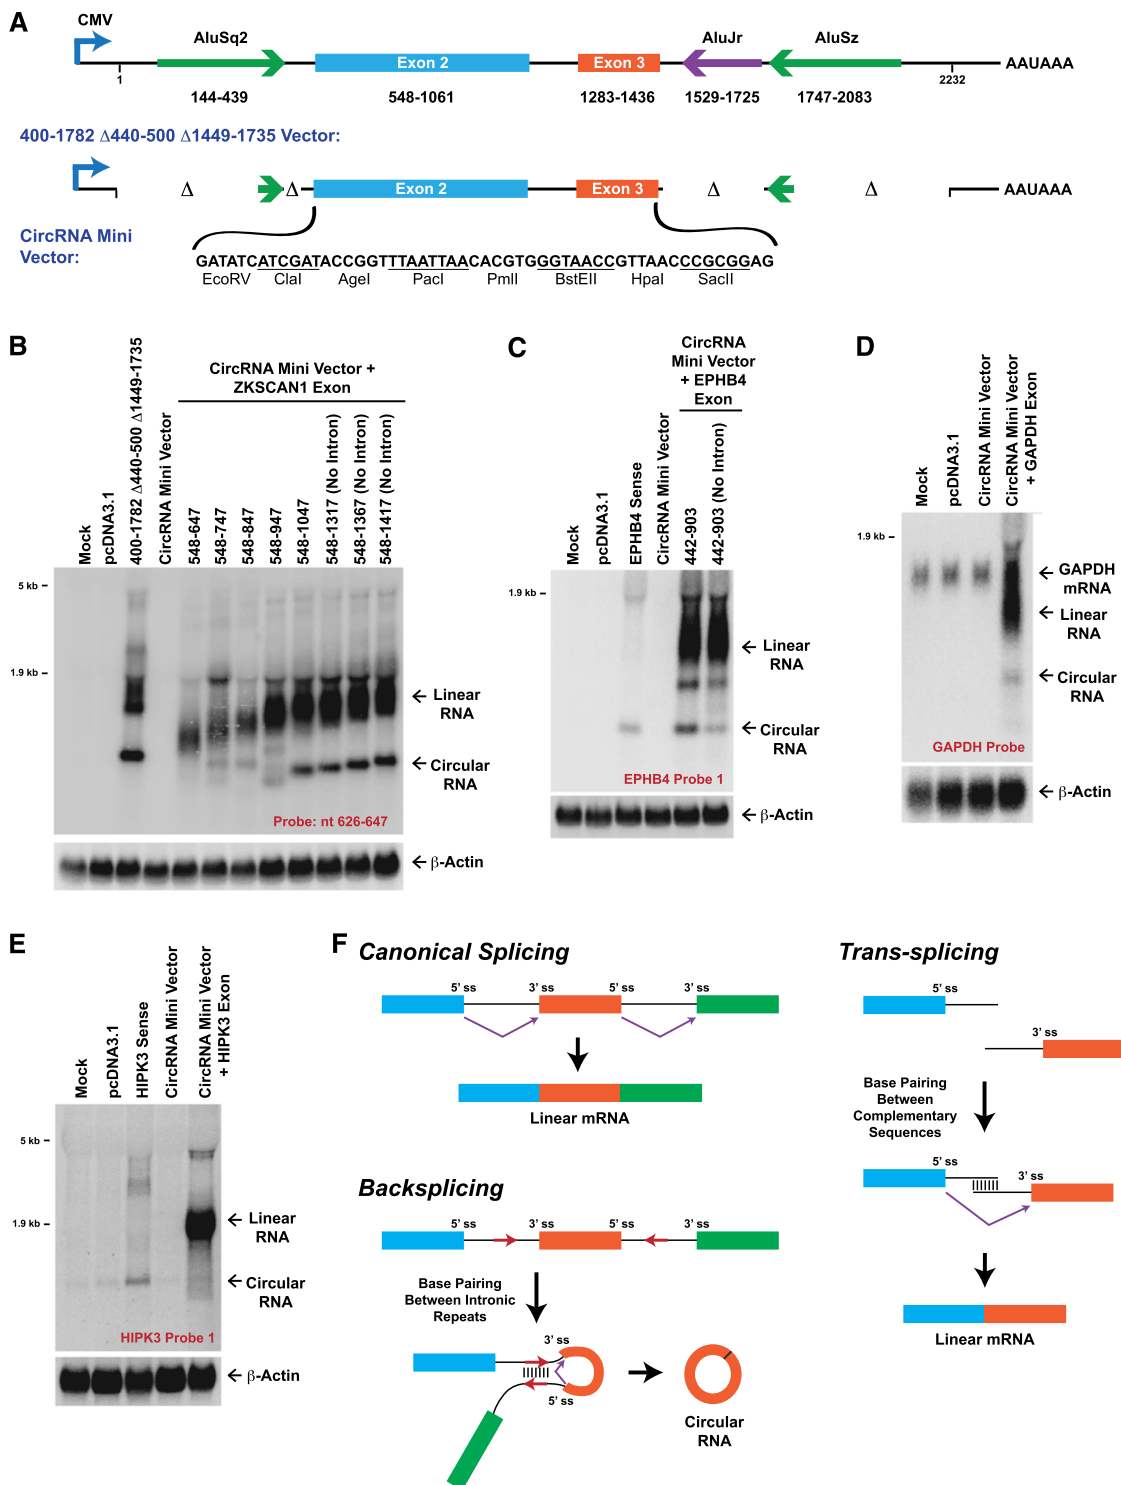 A
CMV
AluSq2
Exon 2
Exon 3
AluJr
AluSz
AAUAAA
1
2232
144-439
548-1061
1283-1436
1529-1725
1747-2083
400-1782 Δ440-500 Δ1449-1735 Vector:
Δ
Δ
Exon 2
Exon 3
Δ
Δ
AAUAAA
CircRNA Mini
Vector:
GATATCATCGATACCGGTTTAATTAACACGTGGGTAACCGTTAACCCGCGGAG
EcoRV
ClaI
AgeI
PacI
PmlI
BstEII
HpaI
SacII
B
CircRNA Mini Vector +
ZKSCAN1 Exon
Mock
pcDNA3.1
400-1782 Δ440-500 Δ1449-1735
CircRNA Mini Vector
548-647
548-747
548-847
548-947
548-1047
548-1317 (No Intron)
548-1367 (No Intron)
548-1417 (No Intron)
5 kb
1.9 kb
Linear
RNA
Circular
RNA
Probe: nt 626-647
β-Actin
C
CircRNA
Mini Vector
+ EPHB4
Exon
Mock
pcDNA3.1
EPHB4 Sense
CircRNA Mini Vector
442-903
442-903 (No Intron)
1.9 kb
Linear
RNA
Circular
RNA
EPHB4 Probe 1
β-Actin
D
Mock
pcDNA3.1
CircRNA Mini Vector
CircRNA Mini Vector
+ GAPDH Exon
1.9 kb
GAPDH
mRNA
Linear
RNA
Circular
RNA
GAPDH Probe
β-Actin
E
Mock
pcDNA3.1
HIPK3 Sense
CircRNA Mini Vector
CircRNA Mini Vector
+ HIPK3 Exon
5 kb
1.9 kb
Linear
RNA
Circular
RNA
HIPK3 Probe 1
β-Actin
F
Canonical Splicing
5' ss
3' ss
5' ss
3' ss
Linear mRNA
Backsplicing
5' ss
3' ss
5' ss
3' ss
Base Pairing
Between Intronic
Repeats
3' ss
5' ss
Circular
RNA
Trans-splicing
5' ss
3' ss
Base Pairing
Between
Complementary
Sequences
5' ss
3' ss
Linear mRNA